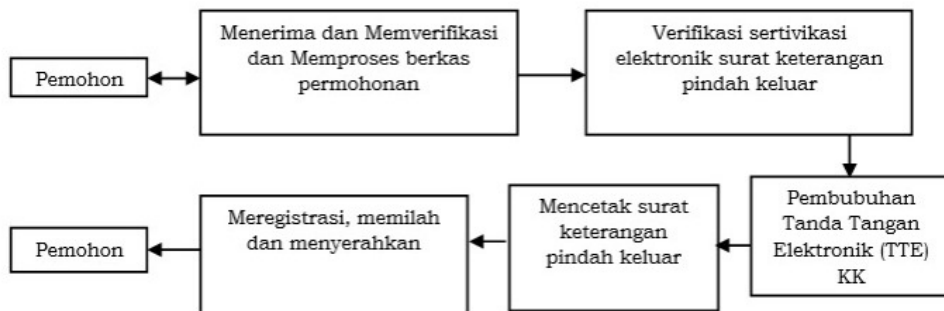 Pemohon
Menerima dan Memverifikasi
dan Memproses berkas
permohonan
Verifikasi sertivikasi
elektronik surat keterangan
pindah keluar
Pembubuhan
Tanda Tangan
Elektronik (TTE)
KK
Mencetak surat
keterangan
pindah keluar
Meregistrasi, memilah
dan menyerahkan
Pemohon